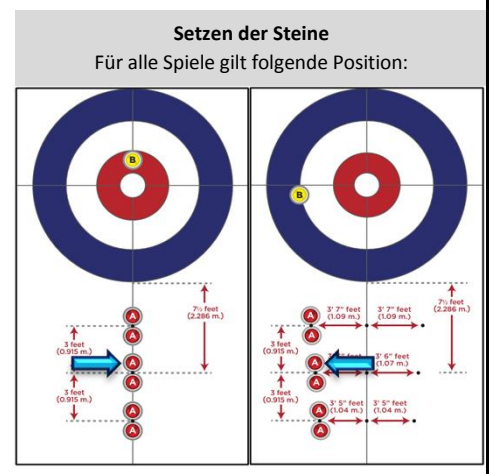 Setzen der Steine
Für alle Spiele gilt folgende Position:
B
7½ feet
(2.286 m.)
A
A
3 feet
(0.915 m.)
A
A
3 feet
(0.915 m.)
A
A
B
3' 7" feet
(1.09 m.)
3' 7" feet
(1.09 m.)
7½ feet
(2.286 m.)
A
A
3 feet
(0.915 m.)
3' 6" feet
(1.07 m.)
A
A
3 feet
(0.915 m.)
3' 5" feet
(1.04 m.)
3' 5" feet
(1.04 m.)
A
A